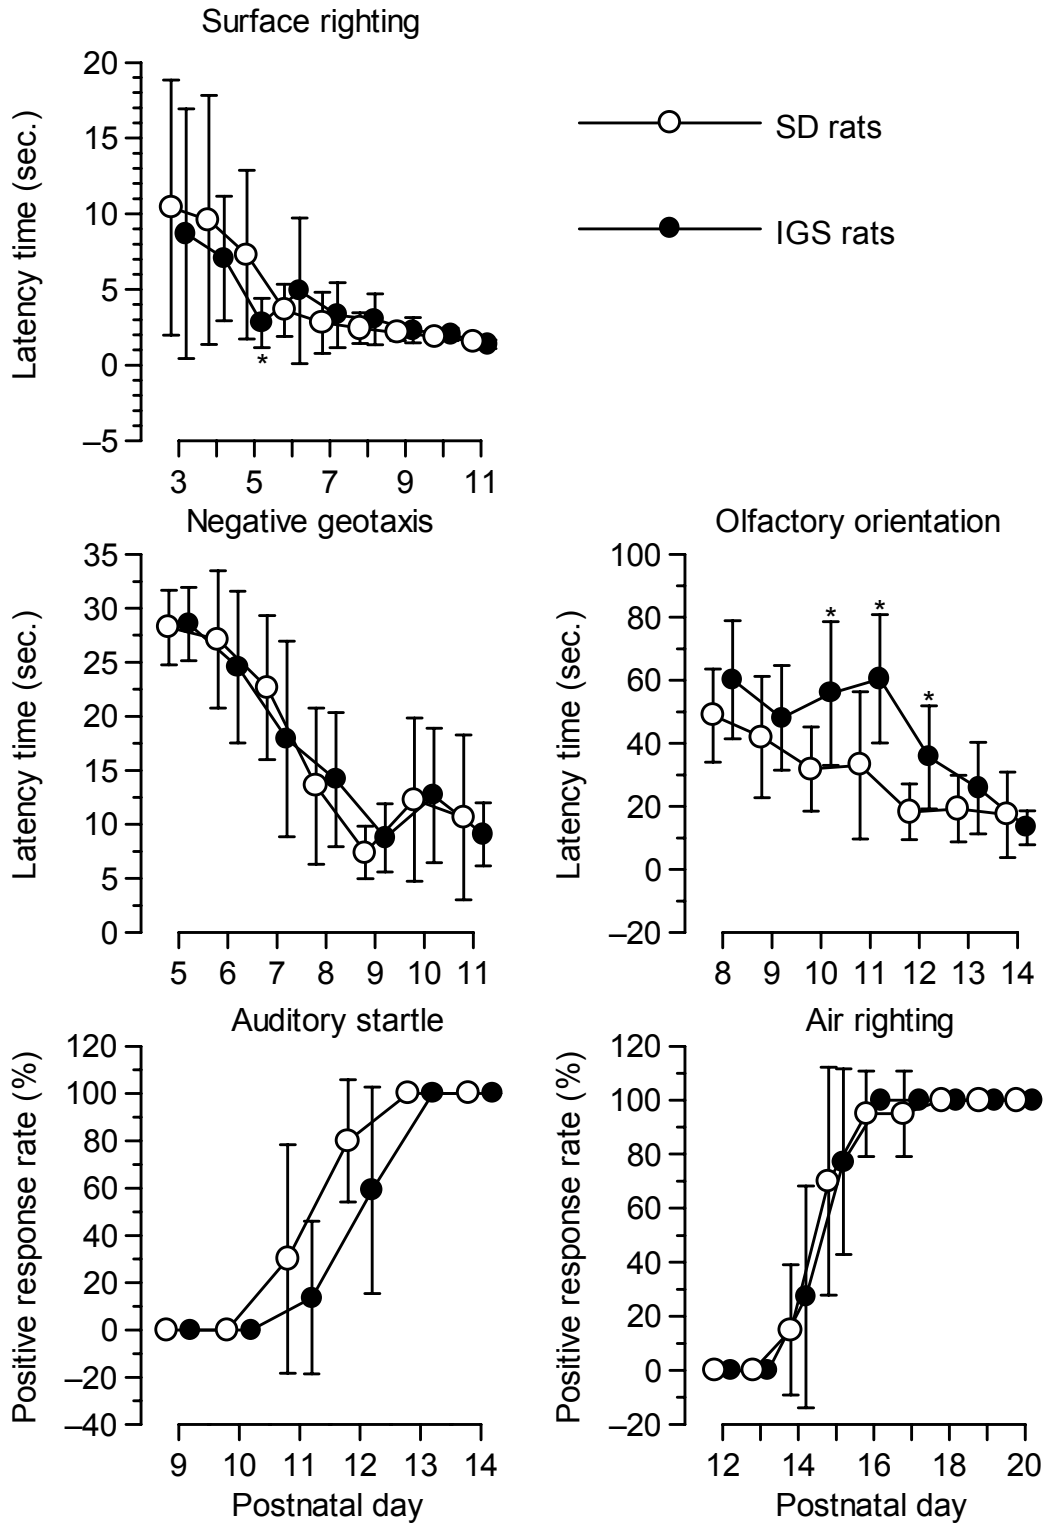 Surface righting
Latency time (sec.)
20
15
10
5
0
–5
*
3 5 7 9 11
SD rats
IGS rats
Negative geotaxis
Latency time (sec.)
35
30
25
20
15
10
5
0
5 6 7 8 9 10 11
Olfactory orientation
Latency time (sec.)
100
80
60
40
20
0
–20
* * *
8 9 10 11 12 13 14
Auditory startle
Positive response rate (%)
120
100
80
60
40
20
0
–20
–40
9 10 11 12 13 14
Postnatal day
Air righting
Positive response rate (%)
120
100
80
60
40
20
0
–20
12 14 16 18 20
Postnatal day